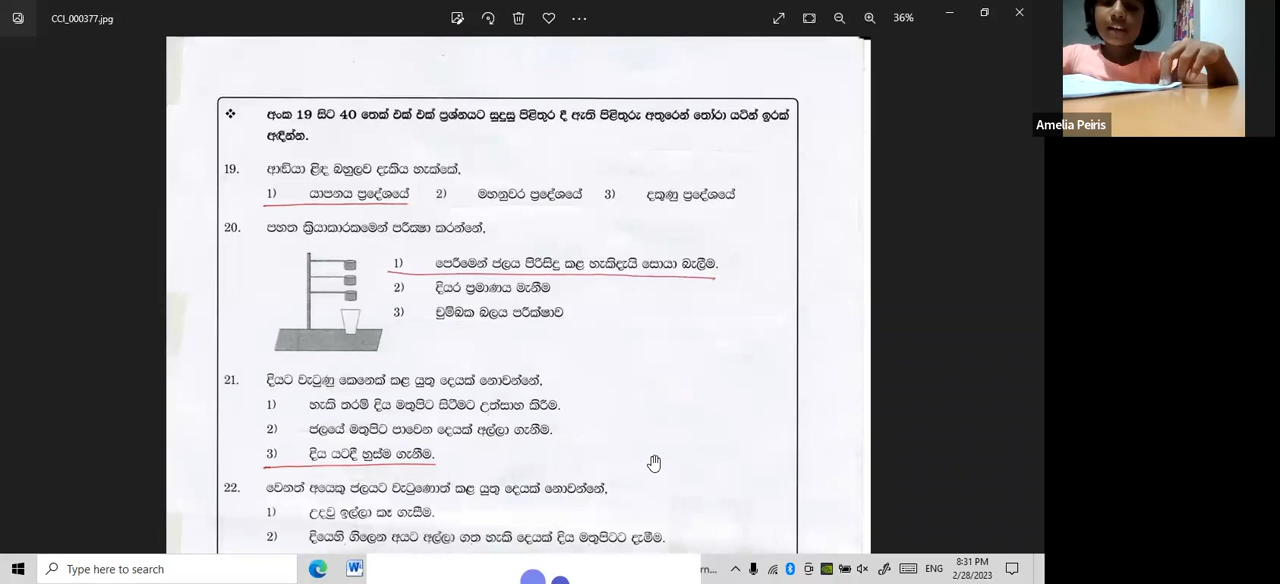 CCI_000377.jpg
36%
Amelia Peiris
❖ අංක 19 සිට 40 තෙක් එක් එක් ප්‍රශ්නයට සුදුසු පිළිතුර දී ඇති පිළිතුරු අතුරෙන් තෝරා යටින් ඉරක්
අඳින්න.
19. ආඬියා ළිඳ බහුලව දැකිය හැක්කේ,
1) යාපනය ප්‍රදේශයේ 2) මහනුවර ප්‍රදේශයේ 3) දකුණු ප්‍රදේශයේ
20. පහත ක්‍රියාකාරකමෙන් පරීක්ෂා කරන්නේ,
1) පෙරීමෙන් ජලය පිරිසිදු කළ හැකිදැයි සොයා බැලීම.
2) දියර ප්‍රමාණය මැනීම
3) චුම්බක බලය පරීක්ෂාව
21. දියට වැටුණු කෙනෙක් කළ යුතු දෙයක් නොවන්නේ,
1) හැකි තරම් දිය මතුපිට සිටීමට උත්සාහ කිරීම.
2) ජලයේ මතුපිට පාවෙන දෙයක් අල්ලා ගැනීම.
3) දිය යටදී හුස්ම ගැනීම.
22. වෙනත් අයෙකු ජලයට වැටුණොත් කළ යුතු දෙයක් නොවන්නේ,
1) උදවු ඉල්ලා කෑ ගැසීම.
2) දියෙහි ගිලෙන අයට අල්ලා ගත හැකි දෙයක් දිය මතුපිටට දැමීම.
Type here to search
rn...
ENG
8:31 PM
2/28/2023